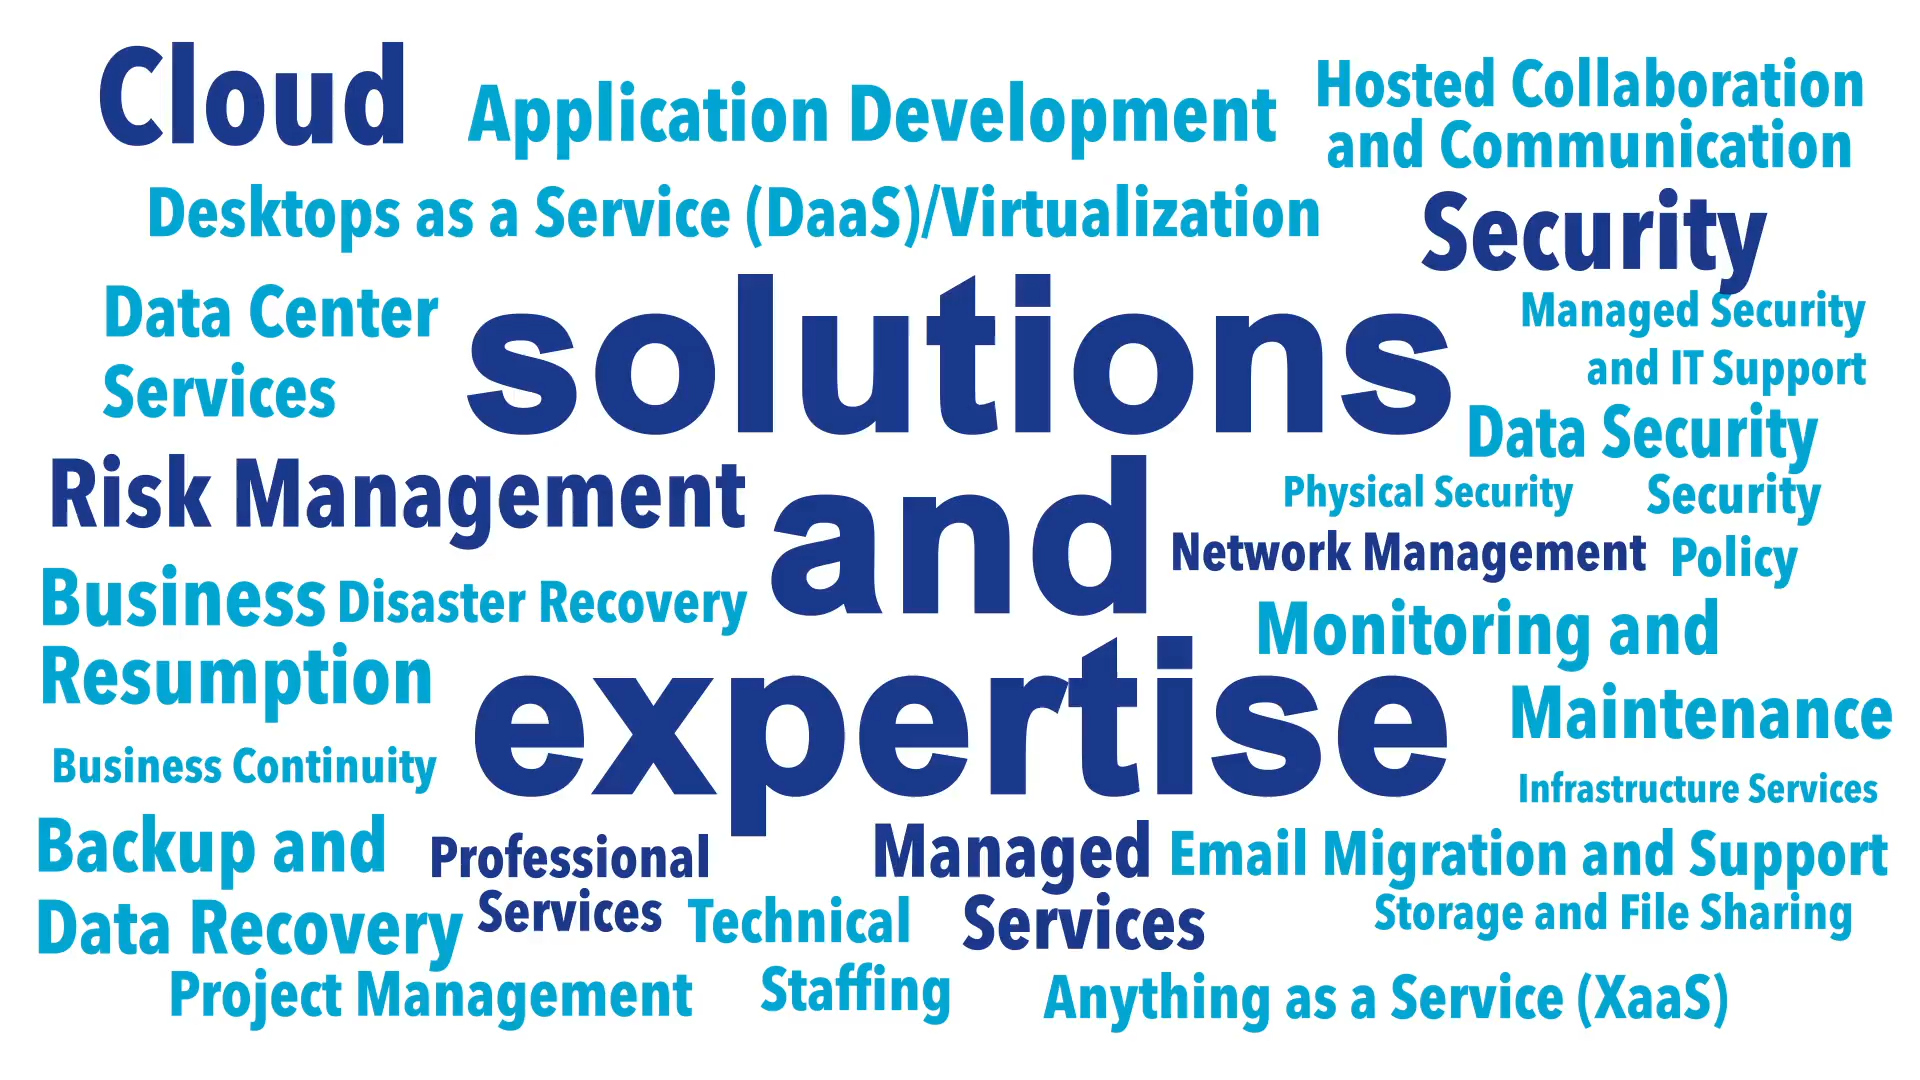 Cloud
Application Development
Hosted Collaboration
and Communication
Desktops as a Service (DaaS)/Virtualization
Security
Data Center
Services
solutions
and
expertise
Managed Security
and IT Support
Data Security
Risk Management
Physical Security
Security
Policy
Network Management
Business
Resumption
Disaster Recovery
Monitoring and
Maintenance
Business Continuity
Infrastructure Services
Backup and
Data Recovery
Professional
Services
Managed
Services
Email Migration and Support
Technical
Staffing
Storage and File Sharing
Project Management
Anything as a Service (XaaS)